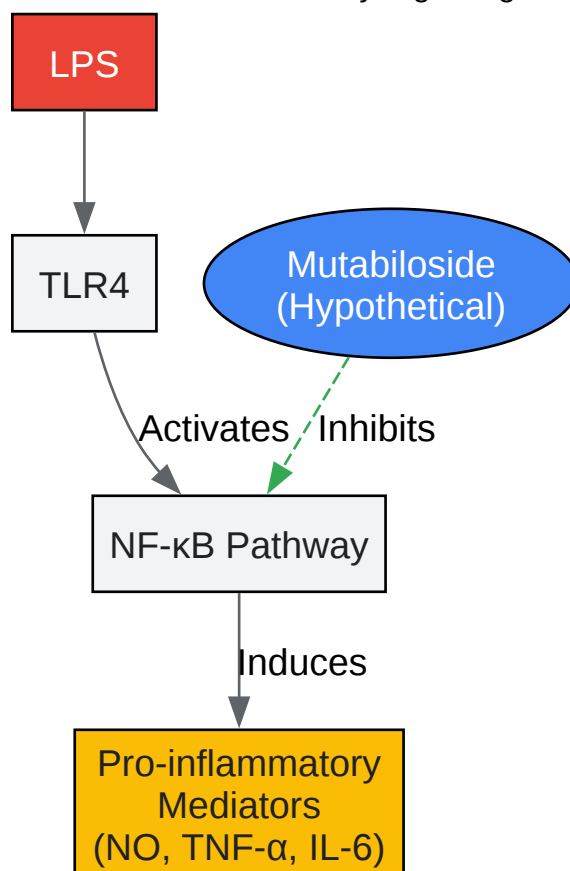 LPS
TLR4
Mutabiloside
(Hypothetical)
Activates
Inhibits
NF-κB Pathway
Induces
Pro-inflammatory
Mediators
(NO, TNF-α, IL-6)